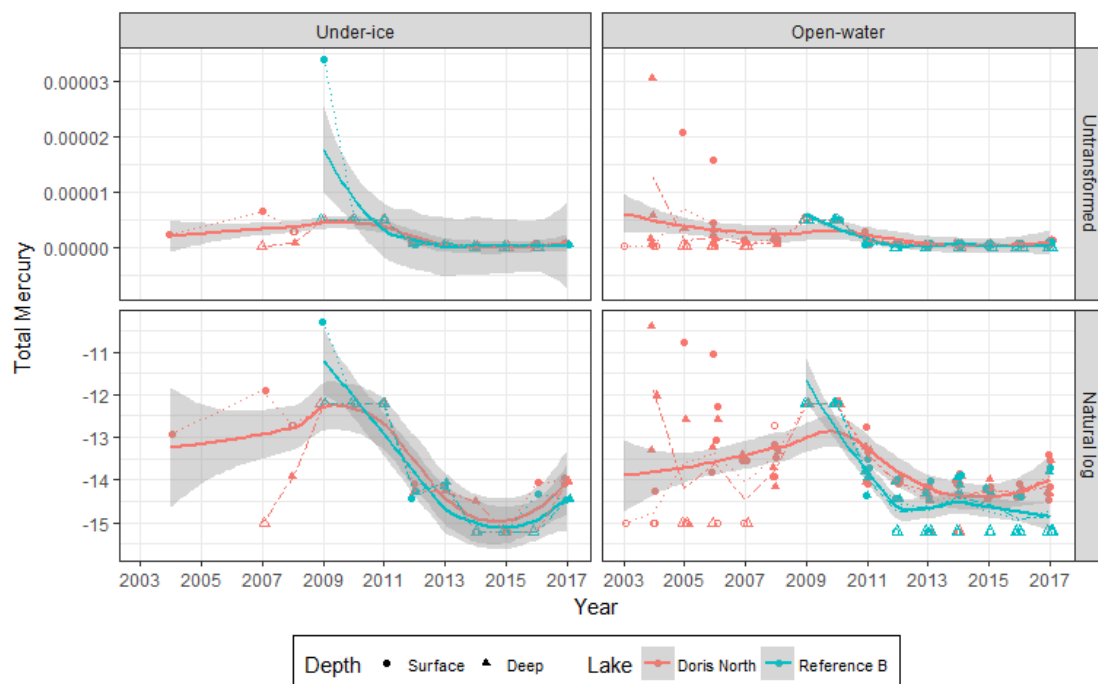 Under-ice
Open-water
Total Mercury
0.00003
0.00002
0.00001
0.00000
Untransformed
-11
-12
-13
-14
-15
Natural log
2003 2005 2007 2009 2011 2013 2015 2017
2003 2005 2007 2009 2011 2013 2015 2017
Year
Depth Surface Deep Lake Doris North Reference B